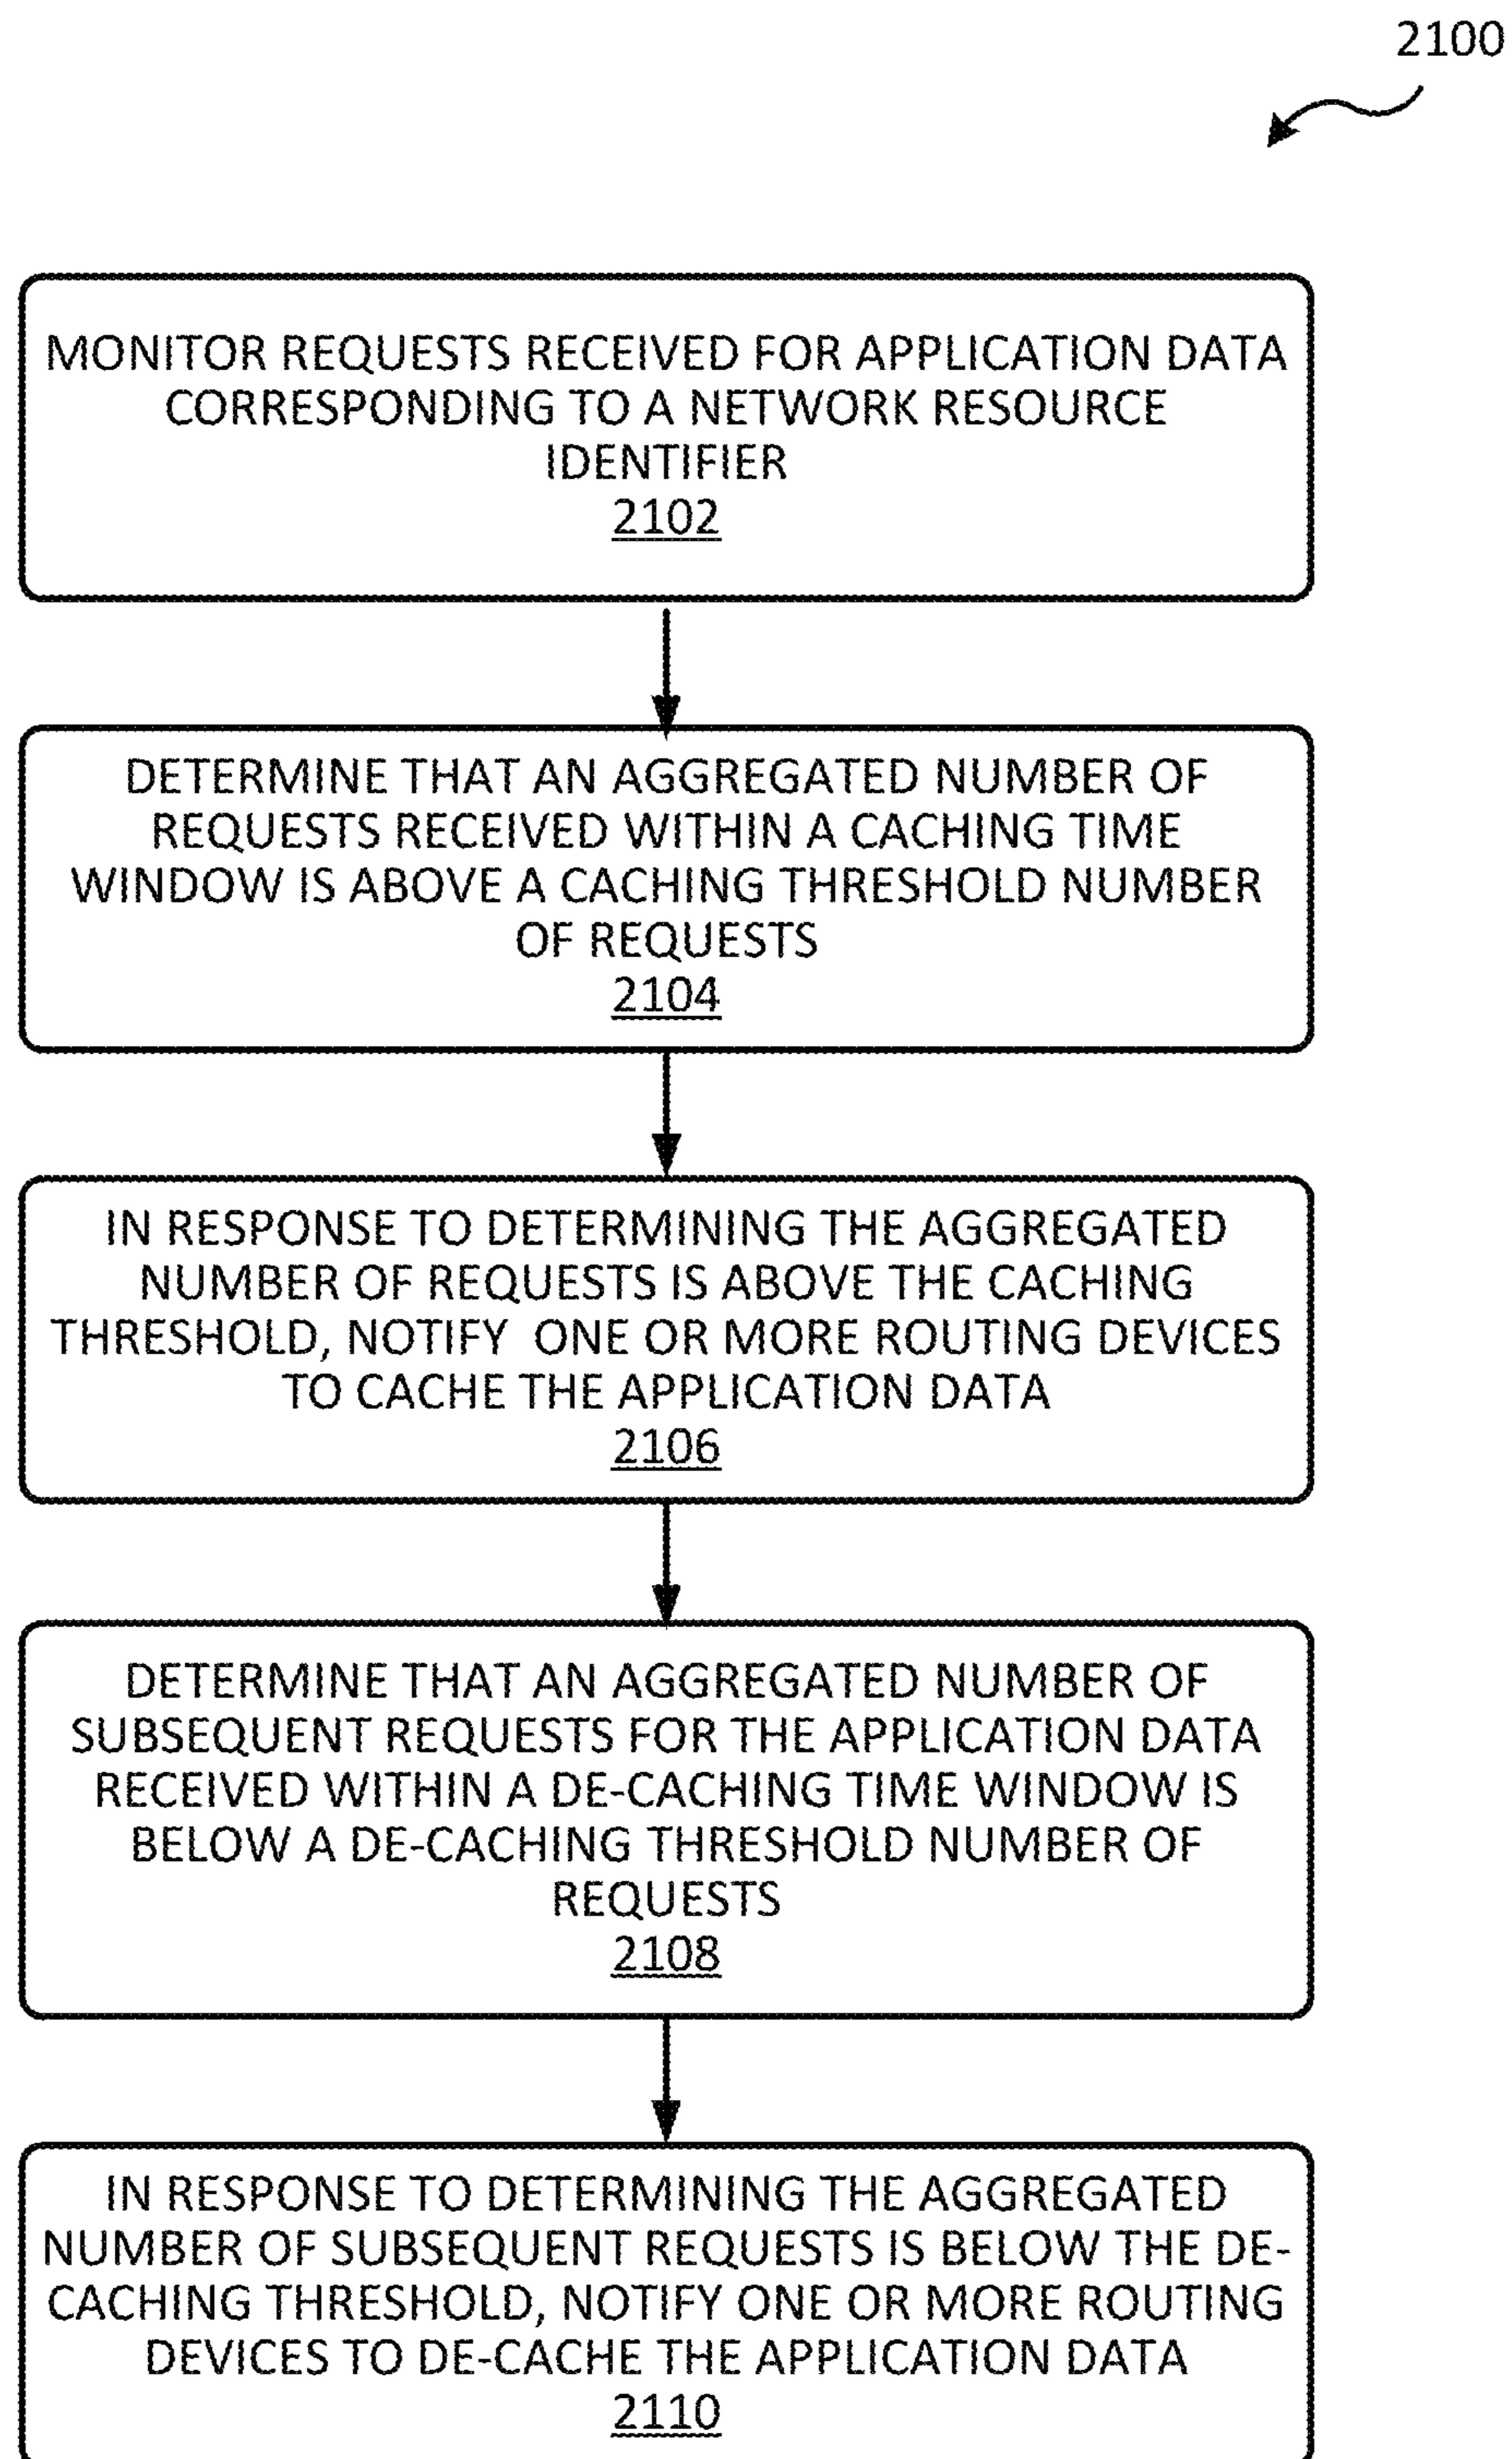 2100
MONITOR REQUESTS RECEIVED FOR APPLICATION DATA
CORRESPONDING TO A NETWORK RESOURCE
IDENTIFIER
2102
DETERMINE THAT AN AGGREGATED NUMBER OF
REQUESTS RECEIVED WITHIN A CACHING TIME
WINDOW IS ABOVE A CACHING THRESHOLD NUMBER
OF REQUESTS
2104
IN RESPONSE TO DETERMINING THE AGGREGATED
NUMBER OF REQUESTS IS ABOVE THE CACHING
THRESHOLD, NOTIFY ONE OR MORE ROUTING DEVICES
TO CACHE THE APPLICATION DATA
2106
DETERMINE THAT AN AGGREGATED NUMBER OF
SUBSEQUENT REQUESTS FOR THE APPLICATION DATA
RECEIVED WITHIN A DE-CACHING TIME WINDOW IS
BELOW A DE-CACHING THRESHOLD NUMBER OF
REQUESTS
2108
IN RESPONSE TO DETERMINING THE AGGREGATED
NUMBER OF SUBSEQUENT REQUESTS IS BELOW THE DE-
CACHING THRESHOLD, NOTIFY ONE OR MORE ROUTING
DEVICES TO DE-CACHE THE APPLICATION DATA
2110